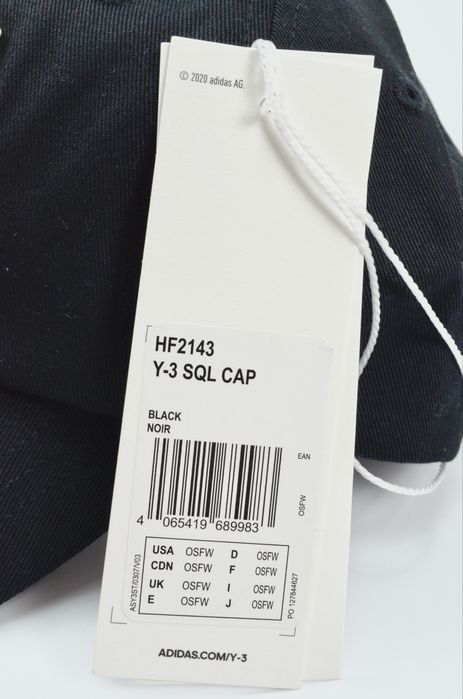 © 2020 adidas AG.
HF2143
Y-3 SQL CAP
BLACK
NOIR
EAN
OSFW
4 065419 689983
USA OSFW D OSFW
CDN OSFW F OSFW
UK OSFW I OSFW
E OSFW J OSFW
ASY3ST/0307/V03
PO 127844627
ADIDAS.COM/Y-3